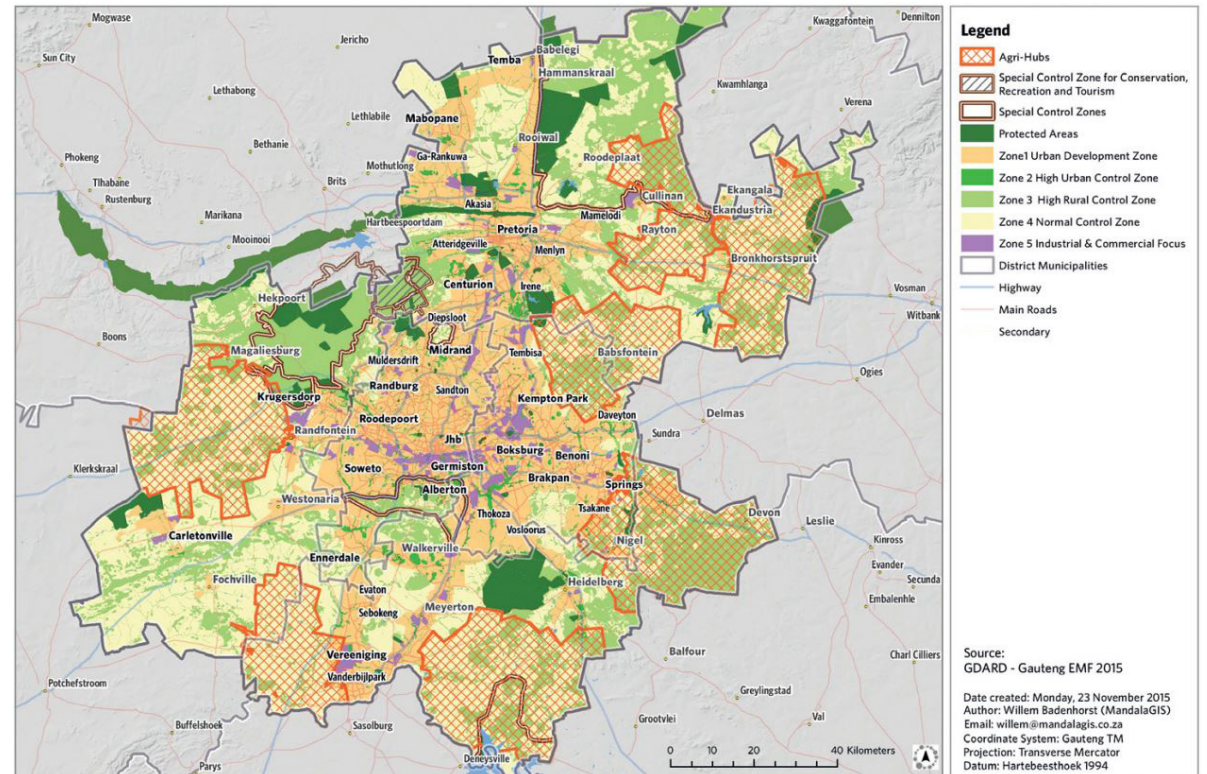 Mogwase
Kwaggafontein
Dennilton
Jericho
Babelegi
Sun City
Temba
Hammanskraal
Lethabong
Kwamhlanga
Verena
Lethlabile
Mabopane
Rooiwal
Bethanie
Phokeng
Ga-Rankuwa
Roodeplaat
Mothutlong
Tlhabane
Brits
Cullinan
Ekangala
Rustenburg
Akasia
Ekandustria
Marikana
Hartbeespoortdam
Mamelodi
Pretoria
Rayton
Mooinooi
Atteridgeville
Menlyn
Bronkhorstspruit
Hekpoort
Centurion
Irene
Vosman
Diepsloot
Witbank
Boons
Magaliesburg
Midrand
Tembisa
Babsfontein
Muldersdrift
Ogies
Krugersdorp
Randburg
Sandton
Kempton Park
Roodepoort
Daveyton
Delmas
Randfontein
Jhb
Sundra
Boksburg
Benoni
Klerkskraal
Soweto
Germiston
Brakpan
Springs
Westonaria
Alberton
Thokoza
Tsakane
Devon
Leslie
Carletonville
Vosloorus
Kinross
Ennerdale
Walkerville
Nigel
Evander
Fochville
Heidelberg
Secunda
Evaton
Embalenhle
Sebokeng
Meyerton
Vereeniging
Balfour
Charl Cilliers
Vanderbijlpark
Potchefstroom
Greylingstad
Buffelshoek
Sasolburg
Grootvlei
Val
Parys
Deneysville
0 10 20 40 Kilometers
Legend
Agri-Hubs
Special Control Zone for Conservation,
Recreation and Tourism
Special Control Zones
Protected Areas
Zone1 Urban Development Zone
Zone 2 High Urban Control Zone
Zone 3 High Rural Control Zone
Zone 4 Normal Control Zone
Zone 5 Industrial & Commercial Focus
District Municipalities
Highway
Main Roads
Secondary
Source:
GDARD - Gauteng EMF 2015
Date created: Monday, 23 November 2015
Author: Willem Badenhorst (MandalaGIS)
Email: willem@mandalagis.co.za
Coordinate System: Gauteng TM
Projection: Transverse Mercator
Datum: Hartebeesthoek 1994